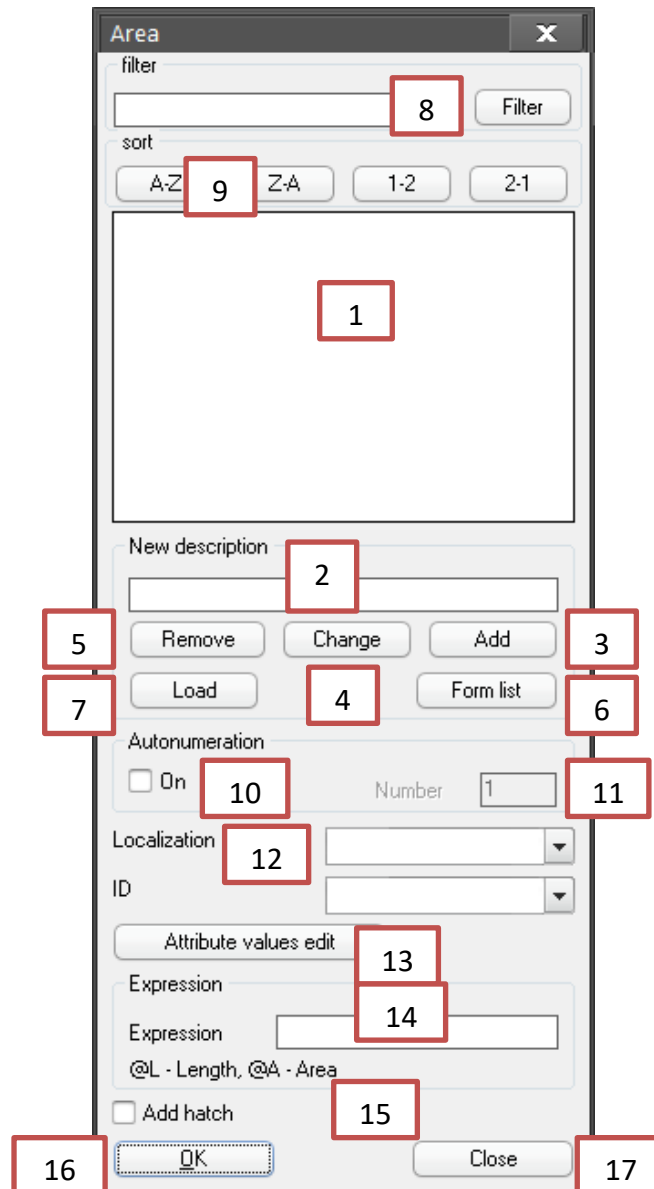 Area x
filter
8 Filter
sort
A-Z 9 Z-A 1-2 2-1
1
New description
2
5 Remove Change Add 3
7 Load 4 Form list 6
Autonumeration
On 10 Number 1 11
Localization 12
ID
Attribute values edit 13
Expression
14
Expression
@L - Length, @A - Area
Add hatch 15
16 OK Close 17